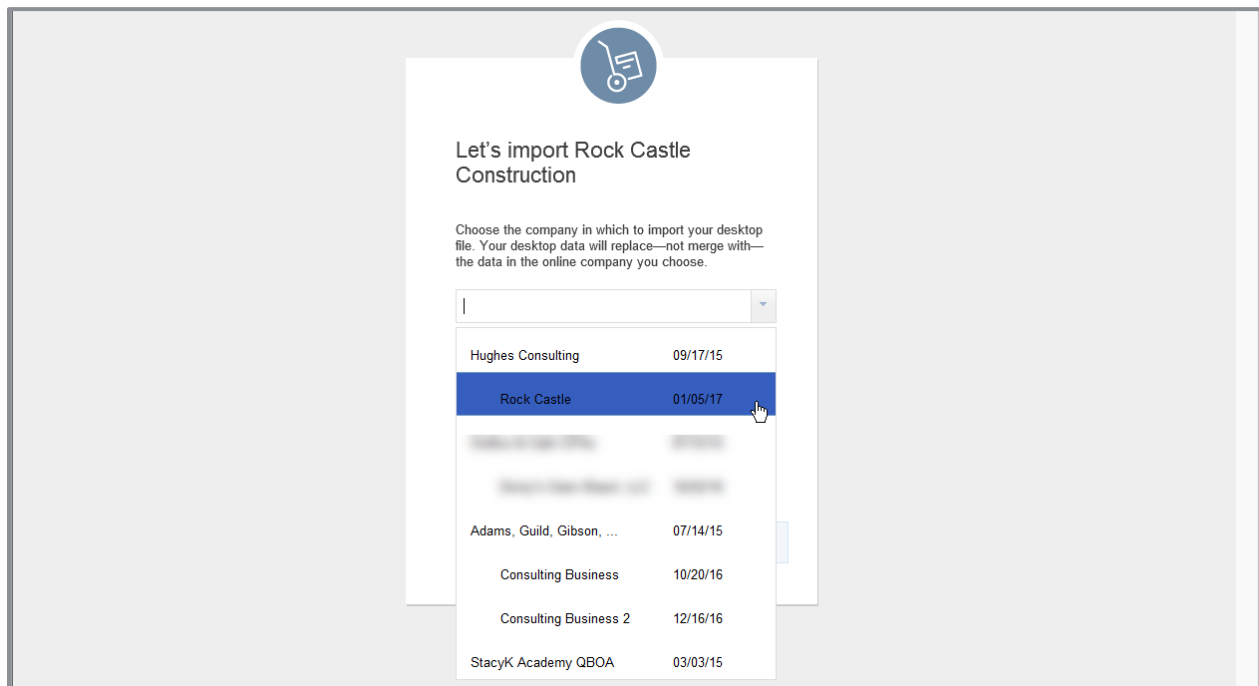 Let's import Rock Castle
Construction
Choose the company in which to import your desktop
file. Your desktop data will replace—not merge with—
the data in the online company you choose.
Hughes Consulting 09/17/15
Rock Castle 01/05/17
Adams, Guild, Gibson, ... 07/14/15
Consulting Business 10/20/16
Consulting Business 2 12/16/16
StacyK Academy QBOA 03/03/15